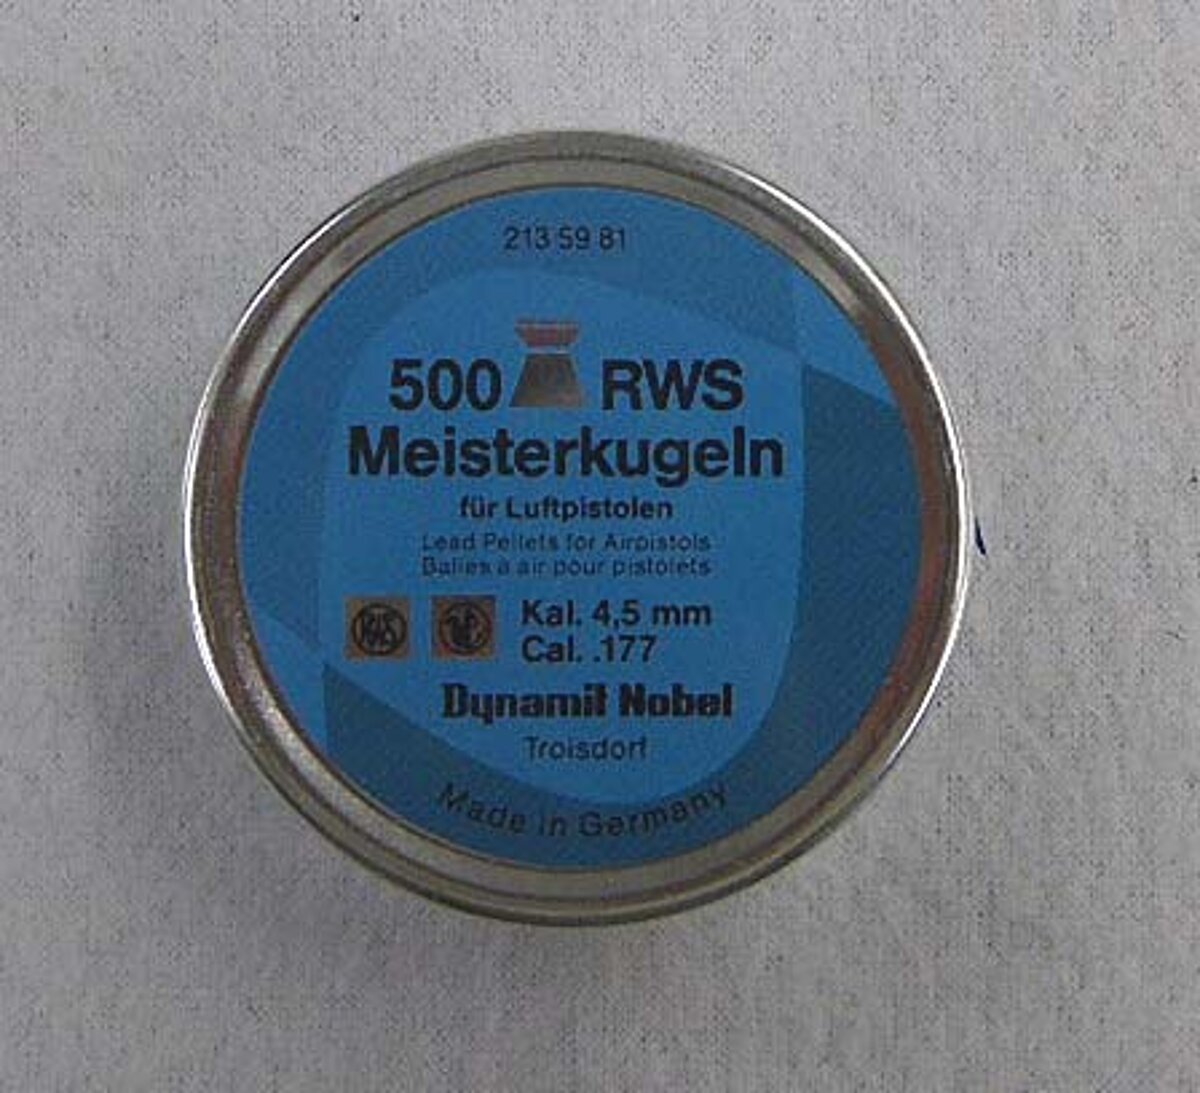 213 59 81
500 RWS
Meisterkugeln
für Luftpistolen
Lead Pellets for Airpistols
Balles à air pour pistolets
RWS
Kal. 4,5 mm
Cal. .177
Dynamit Nobel
Troisdorf
Made in Germany